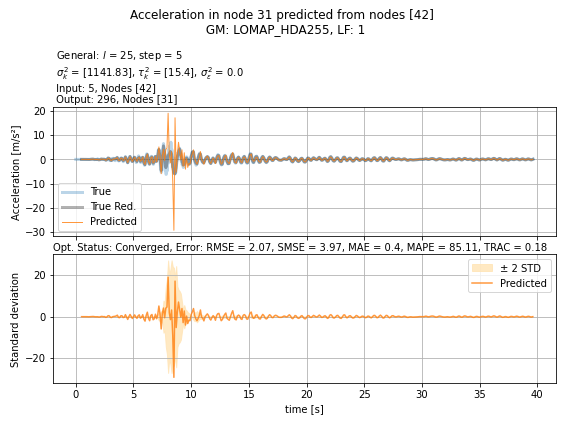 Acceleration in node 31 predicted from nodes [42]
GM: LOMAP_HDA255, LF: 1
General: l = 25, step = 5
σ²ₖ = [1141.83], τ²ₖ = [15.4], σ²ε = 0.0
Input: 5, Nodes [42]
Output: 296, Nodes [31]
20
10
0
−10
−20
−30
Acceleration [m/s²]
True
True Red.
Predicted
Opt. Status: Converged, Error: RMSE = 2.07, SMSE = 3.97, MAE = 0.4, MAPE = 85.11, TRAC = 0.18
20
0
−20
Standard deviation
± 2 STD
Predicted
0 5 10 15 20 25 30 35 40
time [s]